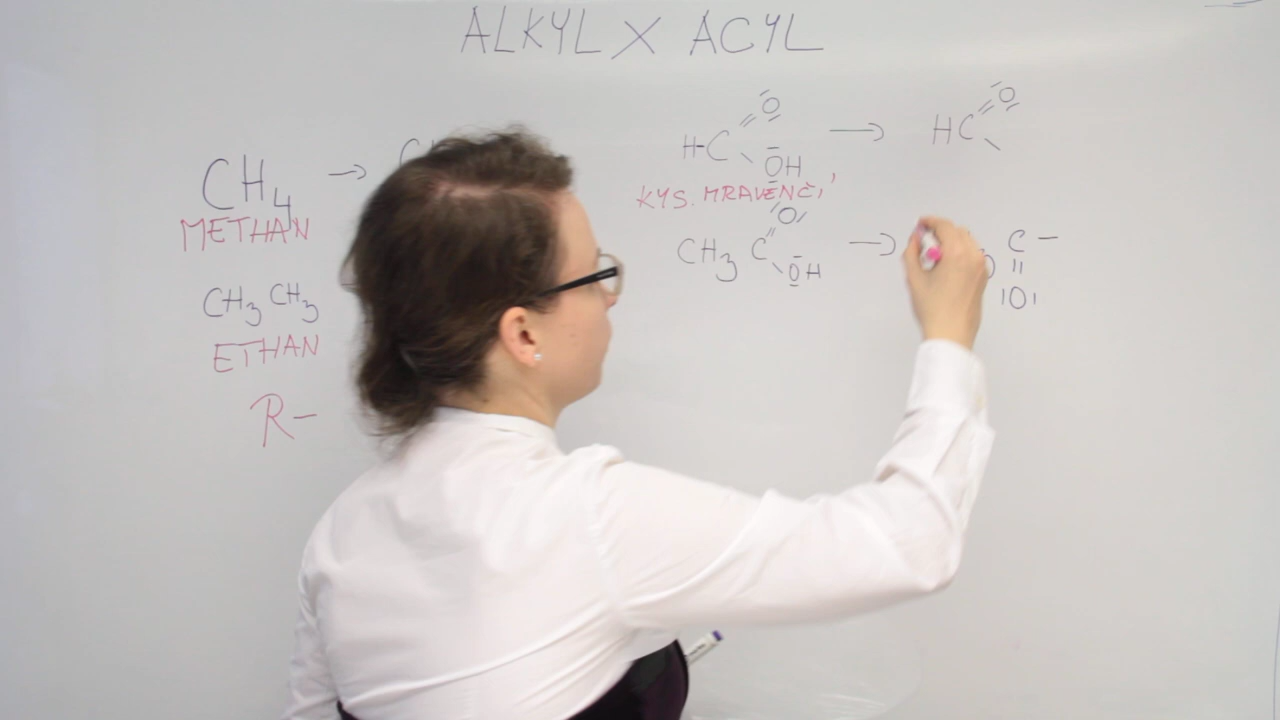 ALKYL X ACYL
CH4 →
METHAN
CH3 CH3
ETHAN
R-
H-C =O OH → HC =O
KYS. MRAVENČÍ
CH3 C =O OH → C -
|O|